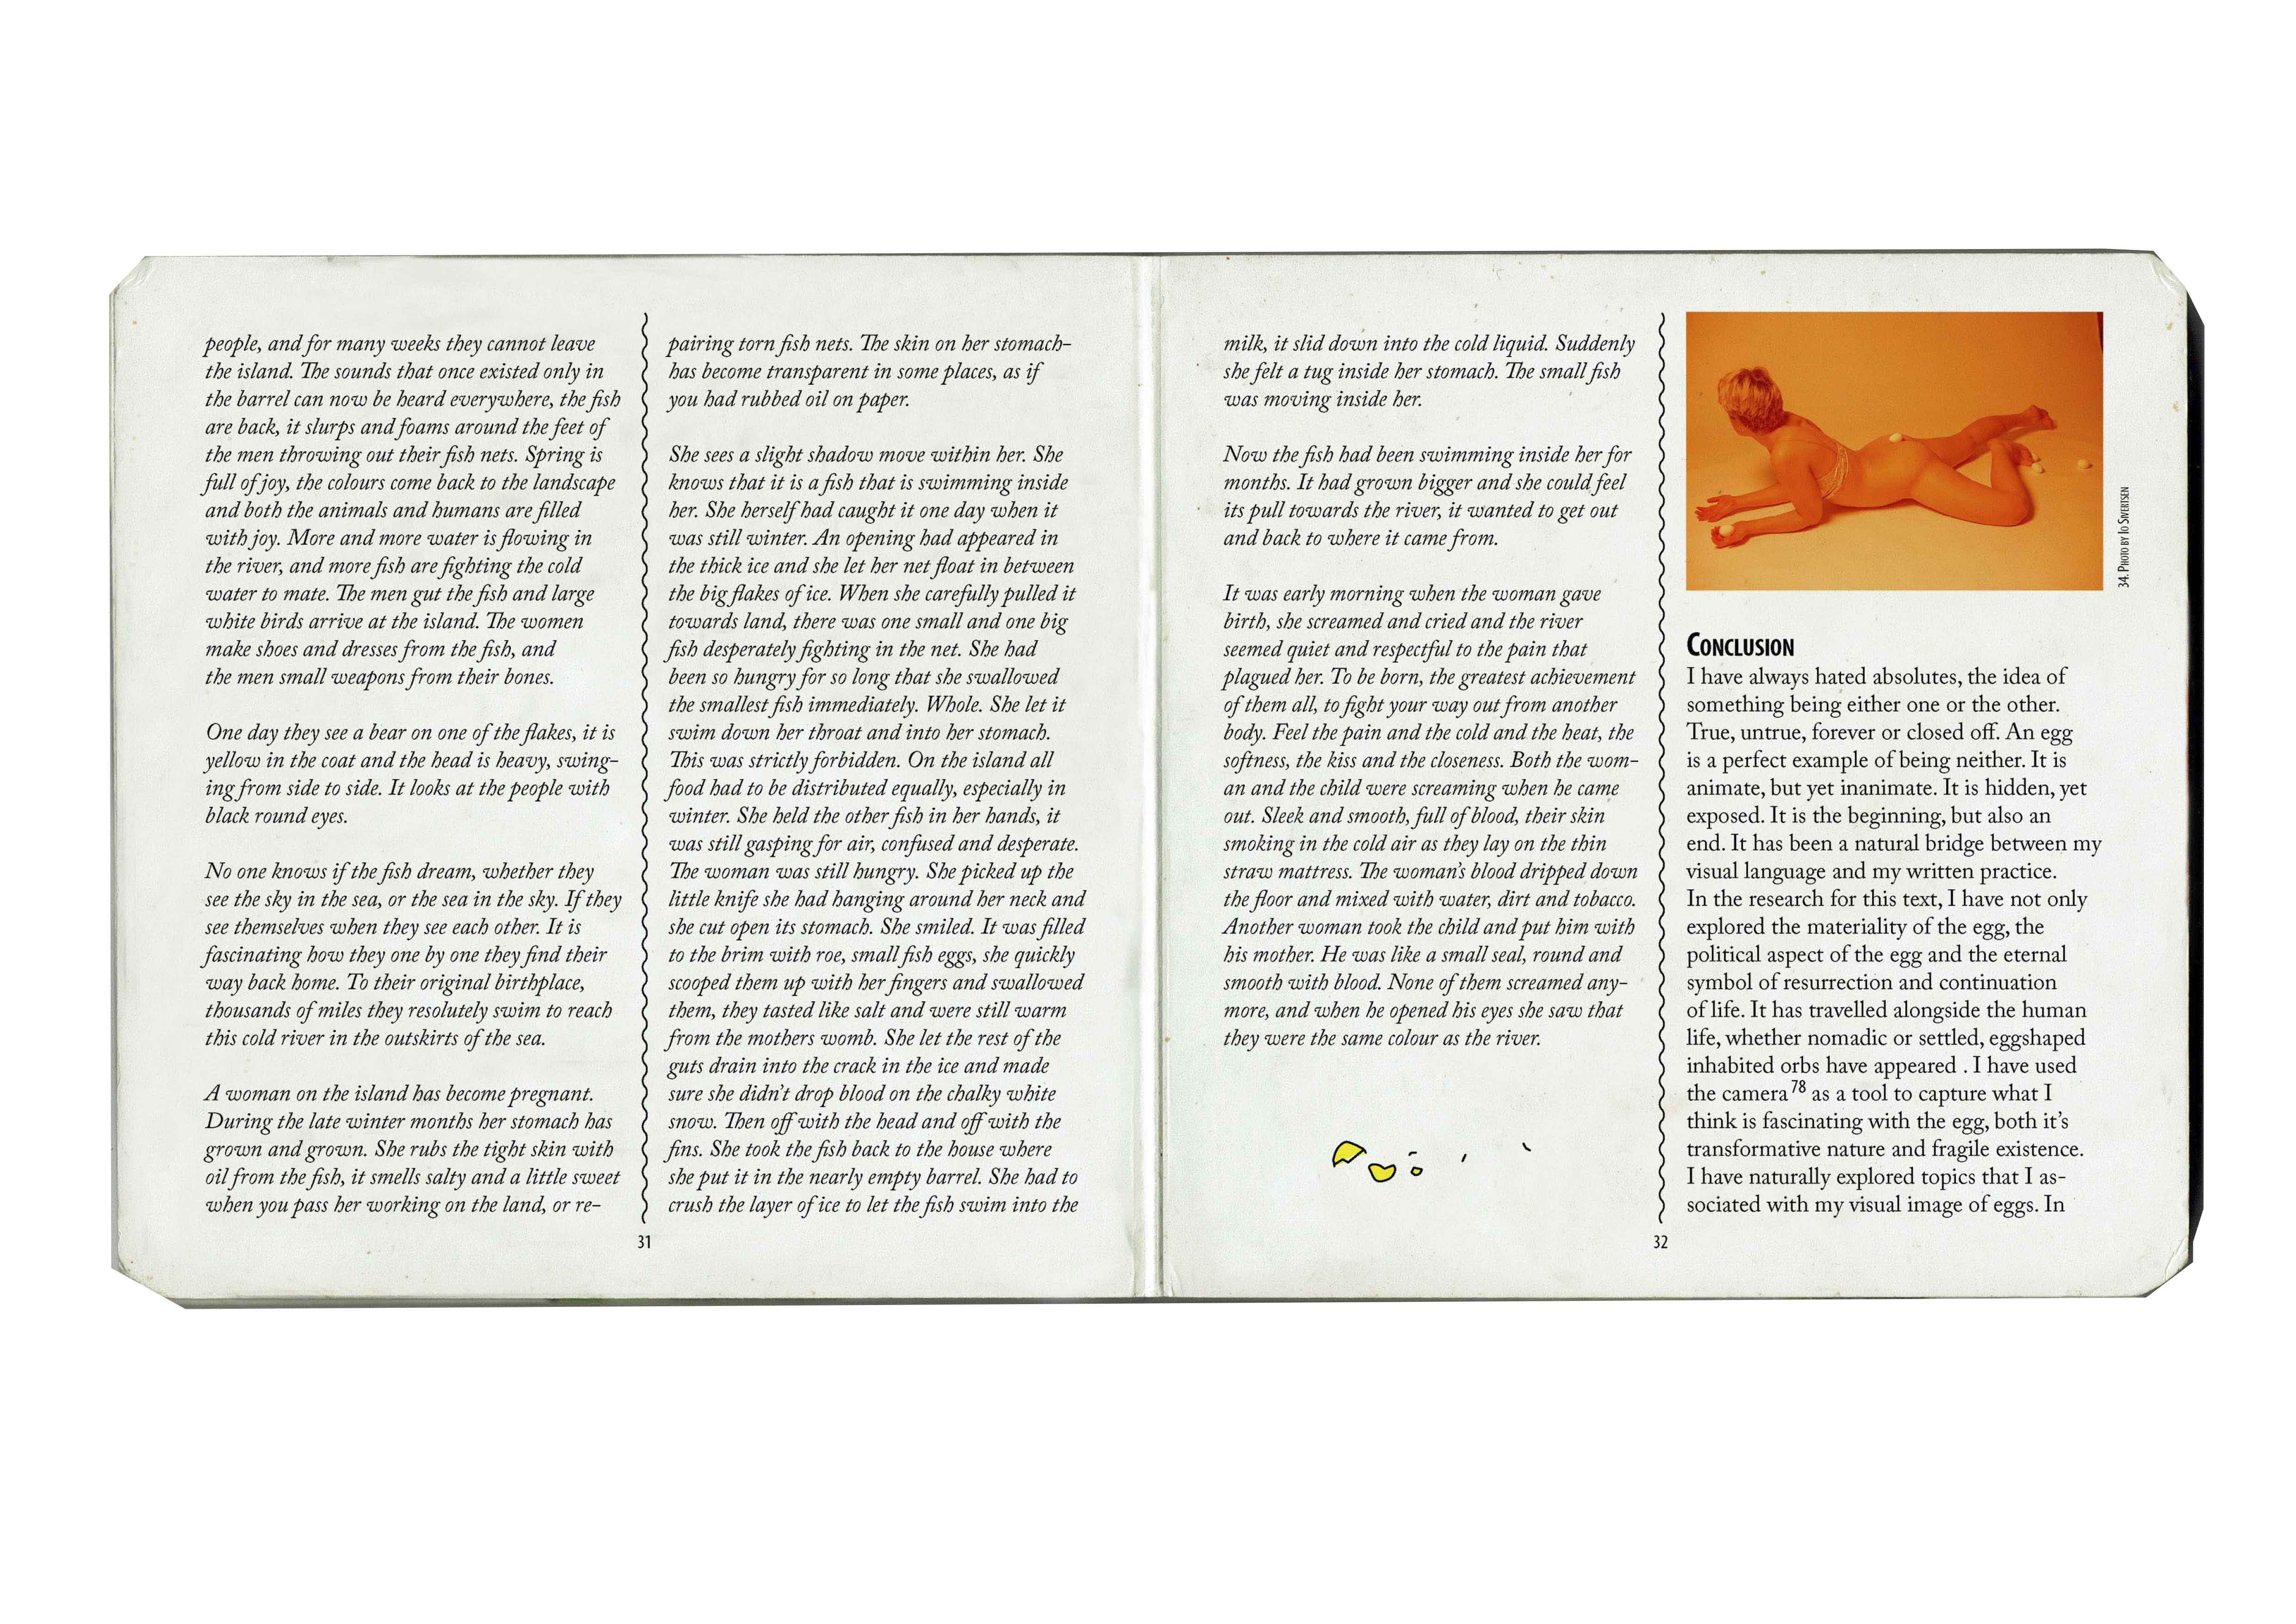 people, and for many weeks they cannot leave
the island. The sounds that once existed only in
the barrel can now be heard everywhere, the fish
are back, it slurps and foams around the feet of
the men throwing out their fish nets. Spring is
full of joy, the colours come back to the landscape
and both the animals and humans are filled
with joy. More and more water is flowing in
the river, and more fish are fighting the cold
water to mate. The men gut the fish and large
white birds arrive at the island. The women
make shoes and dresses from the fish, and
the men small weapons from their bones.
One day they see a bear on one of the flakes, it is
yellow in the coat and the head is heavy, swing-
ing from side to side. It looks at the people with
black round eyes.
No one knows if the fish dream, whether they
see the sky in the sea, or the sea in the sky. If they
see themselves when they see each other. It is
fascinating how they one by one they find their
way back home. To their original birthplace,
thousands of miles they resolutely swim to reach
this cold river in the outskirts of the sea.
A woman on the island has become pregnant.
During the late winter months her stomach has
grown and grown. She rubs the tight skin with
oil from the fish, it smells salty and a little sweet
when you pass her working on the land, or re-
pairing torn fish nets. The skin on her stomach-
has become transparent in some places, as if
you had rubbed oil on paper.
She sees a slight shadow move within her. She
knows that it is a fish that is swimming inside
her. She herself had caught it one day when it
was still winter. An opening had appeared in
the thick ice and she let her net float in between
the big flakes of ice. When she carefully pulled it
towards land, there was one small and one big
fish desperately fighting in the net. She had
been so hungry for so long that she swallowed
the smallest fish immediately. Whole. She let it
swim down her throat and into her stomach.
This was strictly forbidden. On the island all
food had to be distributed equally, especially in
winter. She held the other fish in her hands, it
was still gasping for air, confused and desperate.
The woman was still hungry. She picked up the
little knife she had hanging around her neck and
she cut open its stomach. She smiled. It was filled
to the brim with roe, small fish eggs, she quickly
scooped them up with her fingers and swallowed
them, they tasted like salt and were still warm
from the mothers womb. She let the rest of the
guts drain into the crack in the ice and made
sure she didn't drop blood on the chalky white
snow. Then off with the head and off with the
fins. She took the fish back to the house where
she put it in the nearly empty barrel. She had to
crush the layer of ice to let the fish swim into the
31
milk, it slid down into the cold liquid. Suddenly
she felt a tug inside her stomach. The small fish
was moving inside her.
Now the fish had been swimming inside her for
months. It had grown bigger and she could feel
its pull towards the river, it wanted to get out
and back to where it came from.
It was early morning when the woman gave
birth, she screamed and cried and the river
seemed quiet and respectful to the pain that
plagued her. To be born, the greatest achievement
of them all, to fight your way out from another
body. Feel the pain and the cold and the heat, the
softness, the kiss and the closeness. Both the wom-
an and the child were screaming when he came
out. Sleek and smooth, full of blood, their skin
smoking in the cold air as they lay on the thin
straw mattress. The woman's blood dripped down
the floor and mixed with water, dirt and tobacco.
Another woman took the child and put him with
his mother. He was like a small seal, round and
smooth with blood. None of them screamed any-
more, and when he opened his eyes she saw that
they were the same colour as the river.
34. Photo by Jo Sivertsen
Conclusion
I have always hated absolutes, the idea of
something being either one or the other.
True, untrue, forever or closed off. An egg
is a perfect example of being neither. It is
animate, but yet inanimate. It is hidden, yet
exposed. It is the beginning, but also an
end. It has been a natural bridge between my
visual language and my written practice.
In the research for this text, I have not only
explored the materiality of the egg, the
political aspect of the egg and the eternal
symbol of resurrection and continuation
of life. It has travelled alongside the human
life, whether nomadic or settled, eggshaped
inhabited orbs have appeared . I have used
the camera78 as a tool to capture what I
think is fascinating with the egg, both it's
transformative nature and fragile existence.
I have naturally explored topics that I as-
sociated with my visual image of eggs. In
32